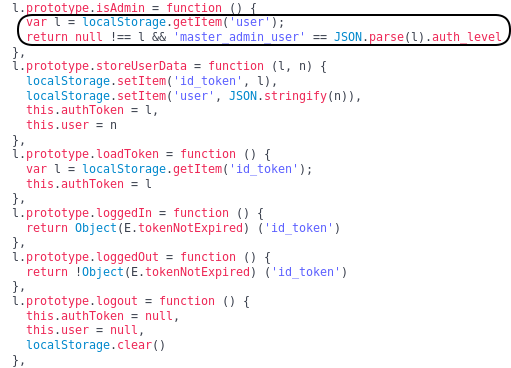 l.prototype.isAdmin = function () {
var l = localStorage.getItem('user');
return null !== l && 'master_admin_user' == JSON.parse(l).auth_level
},
l.prototype.storeUserData = function (l, n) {
localStorage.setItem('id_token', l),
localStorage.setItem('user', JSON.stringify(n)),
this.authToken = l,
this.user = n
},
l.prototype.loadToken = function () {
var l = localStorage.getItem('id_token');
this.authToken = l
},
l.prototype.loggedIn = function () {
return Object(E.tokenNotExpired) ('id_token')
},
l.prototype.loggedOut = function () {
return !Object(E.tokenNotExpired) ('id_token')
},
l.prototype.logout = function () {
this.authToken = null,
this.user = null,
localStorage.clear()
},